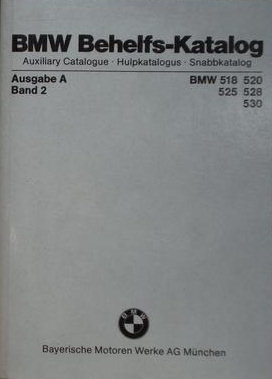 BMW Behelfs-Katalog
Auxiliary Catalogue · Hulpkatalogus · Snabbkatalog
Ausgabe A BMW 518 520
Band 2 525 528
530
BMW
Bayerische Motoren Werke AG München